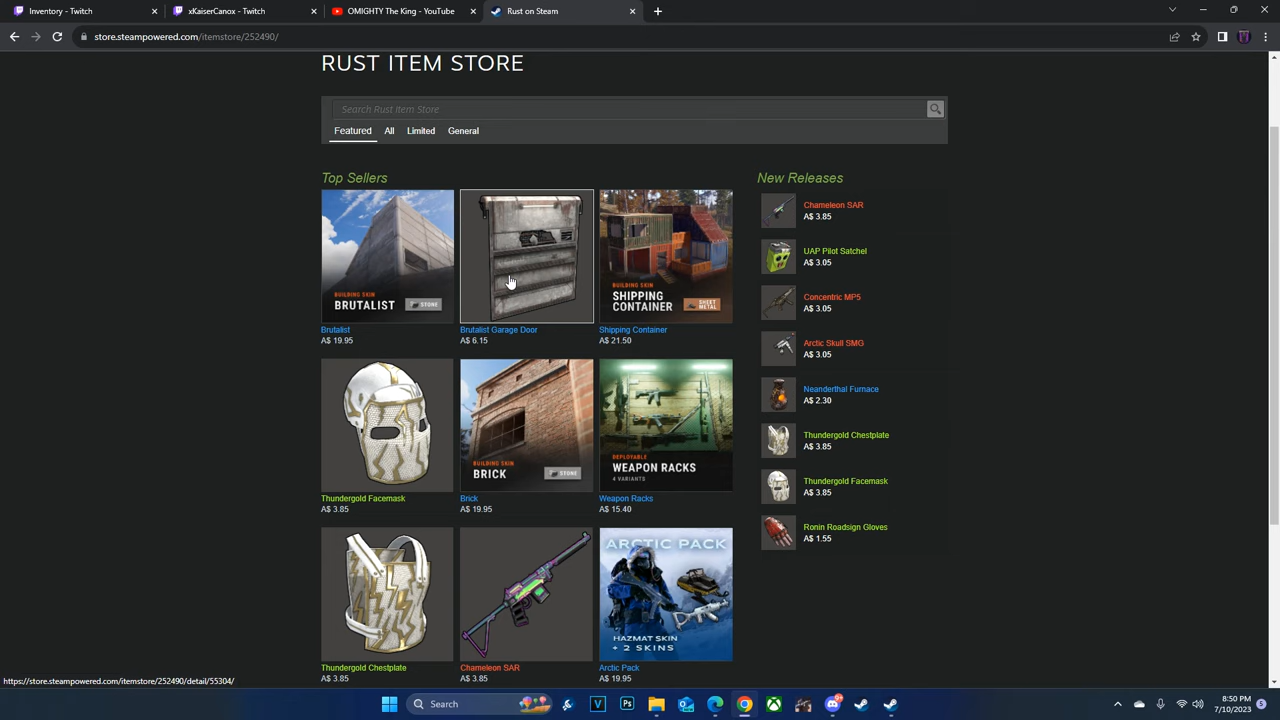 Inventory - Twitch
xKaiserCanox - Twitch
OMIGHTY The King - YouTube
Rust on Steam
store.steampowered.com/itemstore/252490/
RUST ITEM STORE
Search Rust Item Store
Featured All Limited General
Top Sellers
BUILDING SKIN
BRUTALIST
STONE
Brutalist
A$ 19.95
Brutalist Garage Door
A$ 6.15
BUILDING SKIN
SHIPPING
CONTAINER
SHEET
METAL
Shipping Container
A$ 21.50
Thundergold Facemask
A$ 3.85
BUILDING SKIN
BRICK
STONE
Brick
A$ 19.95
DEPLOYABLE
WEAPON RACKS
4 VARIANTS
Weapon Racks
A$ 15.40
Thundergold Chestplate
A$ 3.85
Chameleon SAR
A$ 3.85
ARCTIC PACK
HAZMAT SKIN
+ 2 SKINS
Arctic Pack
A$ 19.95
New Releases
Chameleon SAR
A$ 3.85
UAP Pilot Satchel
A$ 3.05
Concentric MP5
A$ 3.05
Arctic Skull SMG
A$ 3.05
Neanderthal Furnace
A$ 2.30
Thundergold Chestplate
A$ 3.85
Thundergold Facemask
A$ 3.85
Ronin Roadsign Gloves
A$ 1.55
https://store.steampowered.com/itemstore/252490/detail/55304/
Search
8:50 PM
7/10/2023